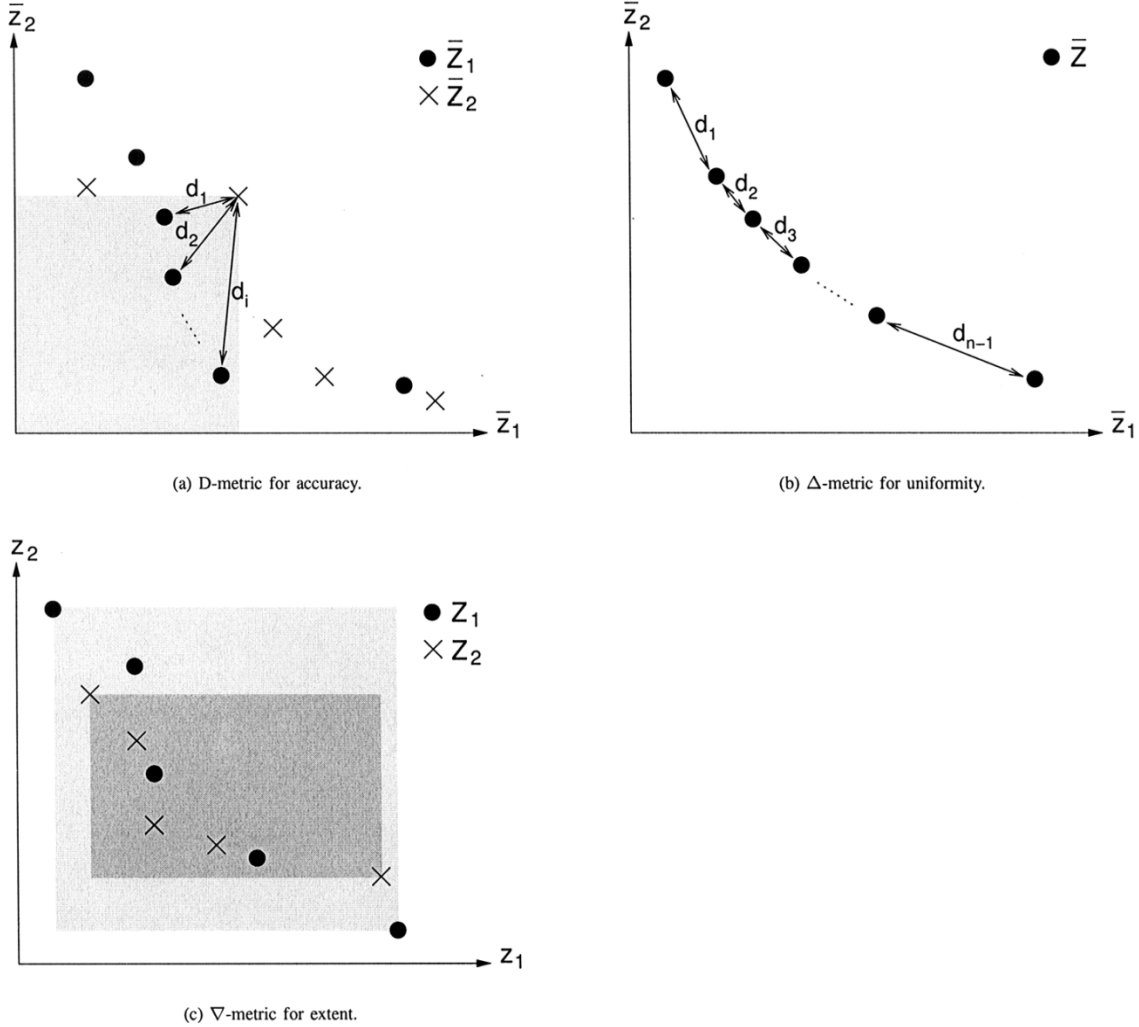 z̄₂
● Z̄₁
× Z̄₂
d₁
d₂
dᵢ
z̄₁
(a) D-metric for accuracy.
z̄₂
● Z̄
d₁
d₂
d₃
dₙ₋₁
z̄₁
(b) Δ-metric for uniformity.
z₂
● Z₁
× Z₂
z₁
(c) ∇-metric for extent.